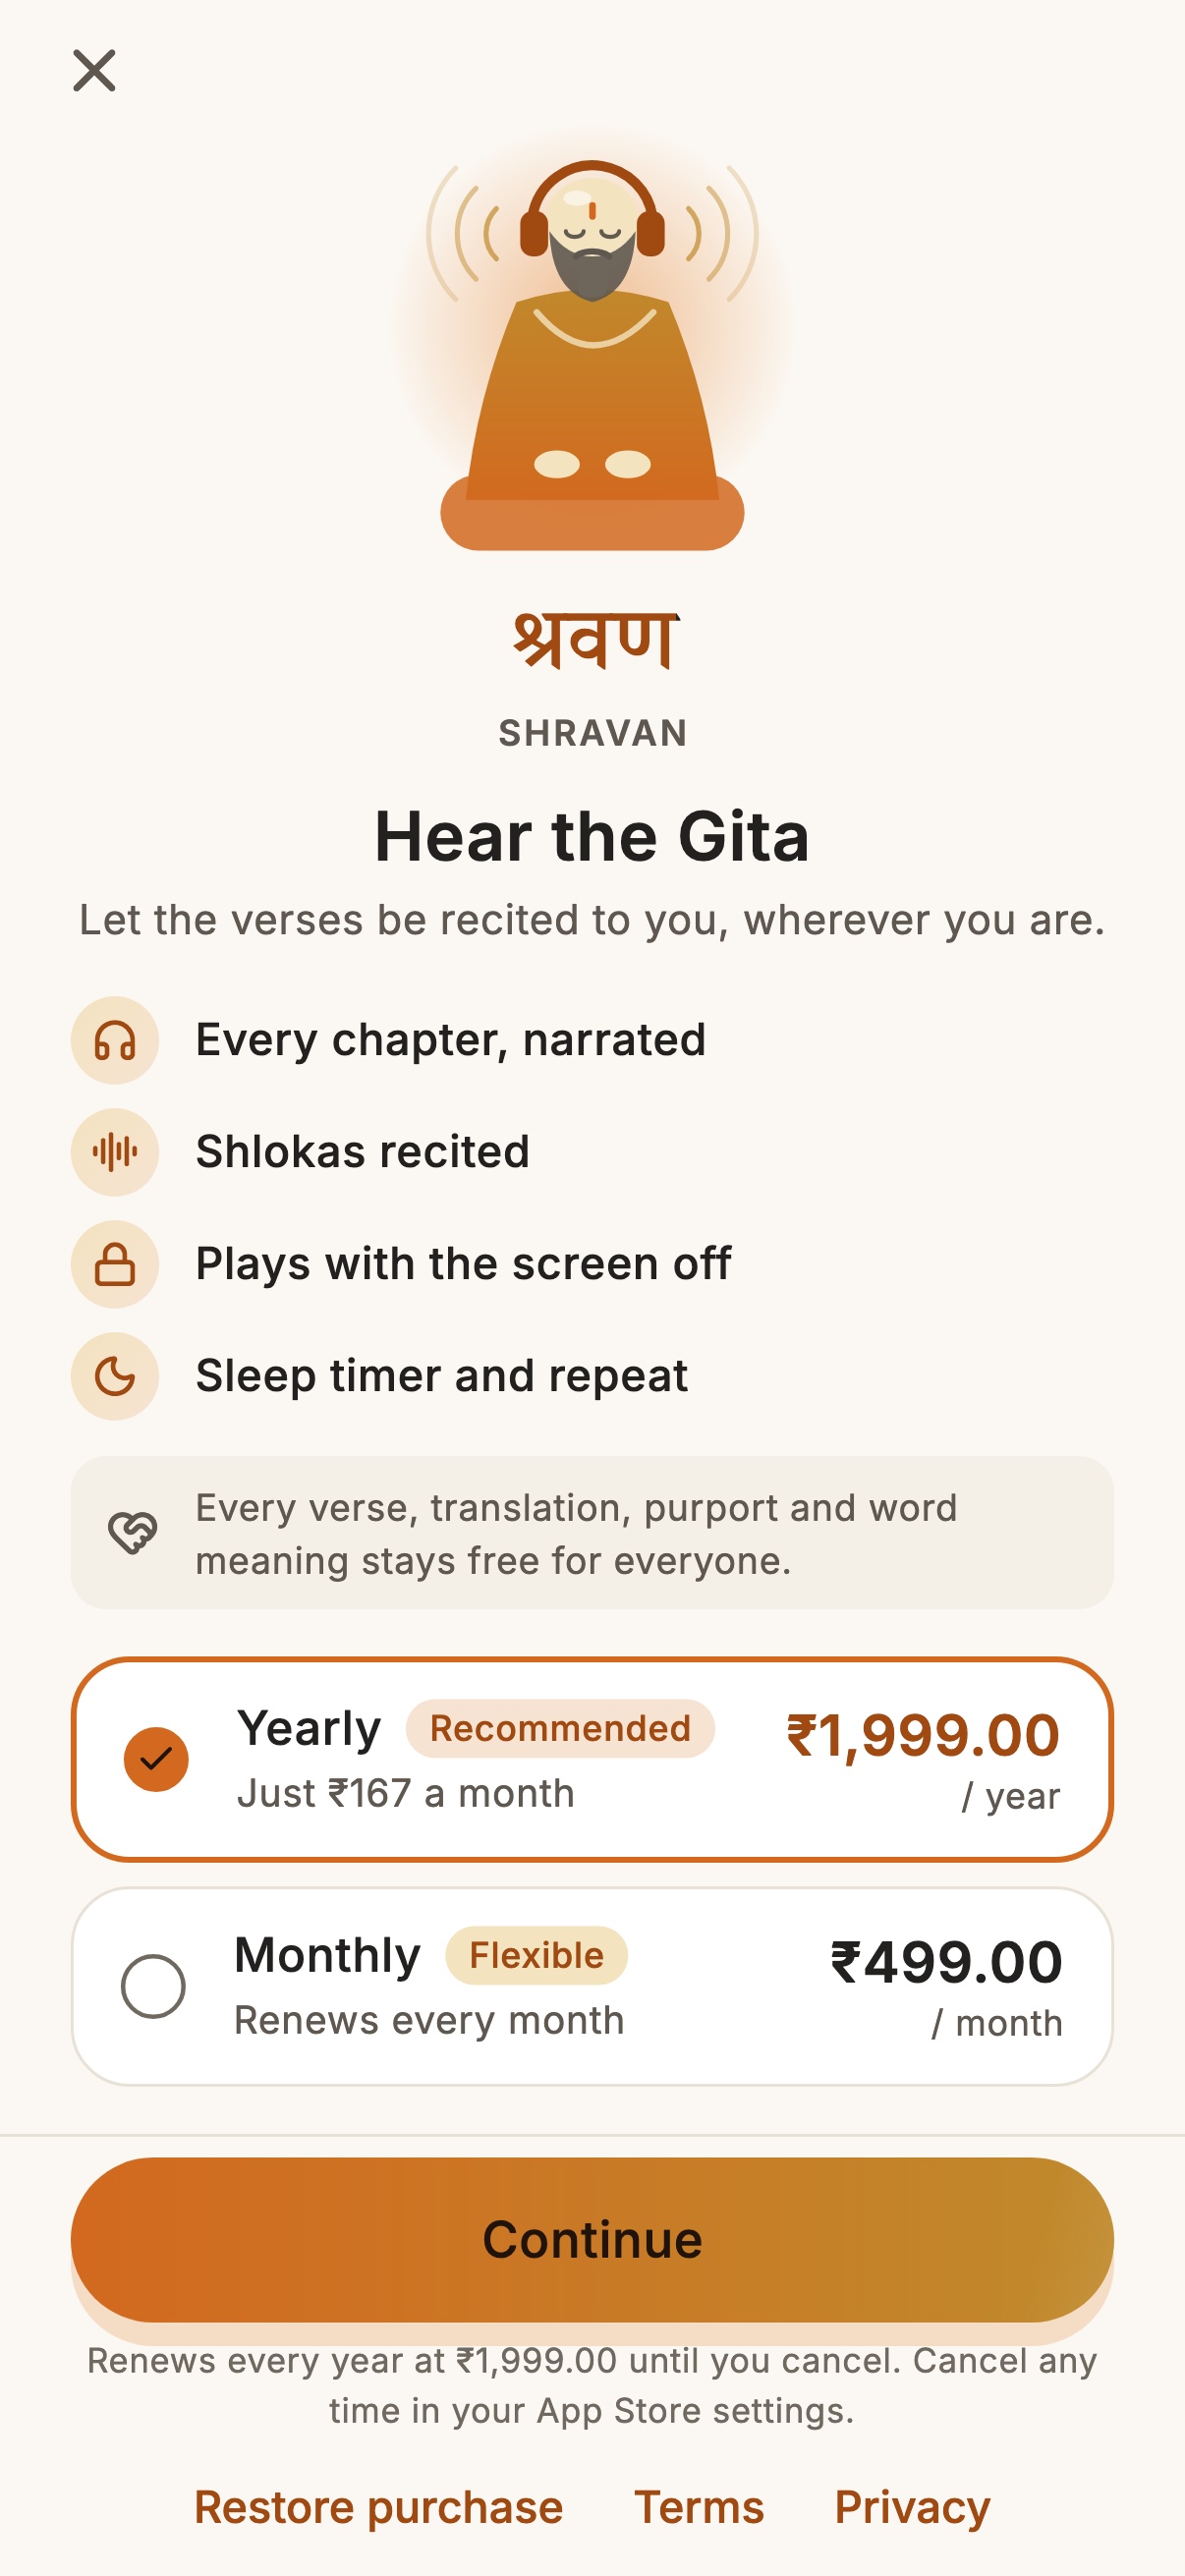 श्रवण
SHRAVAN
Hear the Gita
Let the verses be recited to you, wherever you are.
Every chapter, narrated
Shlokas recited
Plays with the screen off
Sleep timer and repeat
Every verse, translation, purport and word
meaning stays free for everyone.
Yearly Recommended ₹1,999.00
Just ₹167 a month / year
Monthly Flexible ₹499.00
Renews every month / month
Continue
Renews every year at ₹1,999.00 until you cancel. Cancel any
time in your App Store settings.
Restore purchase Terms Privacy